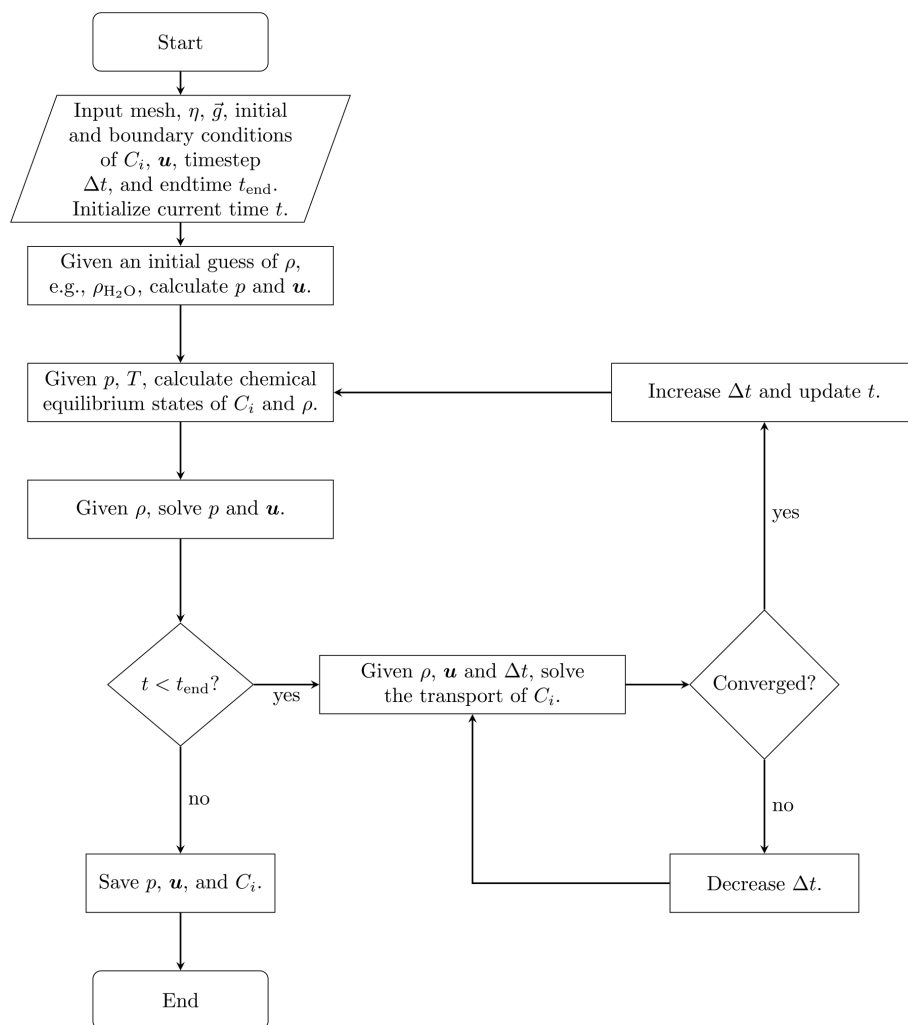 Start
Input mesh, η, g⃗, initial
and boundary conditions
of Cᵢ, u, timestep
Δt, and endtime t_end.
Initialize current time t.
Given an initial guess of ρ,
e.g., ρ_H₂O, calculate p and u.
Given p, T, calculate chemical
equilibrium states of Cᵢ and ρ.
Increase Δt and update t.
Given ρ, solve p and u.
yes
t < t_end?
yes
Given ρ, u and Δt, solve
the transport of Cᵢ.
Converged?
no
no
Save p, u, and Cᵢ.
Decrease Δt.
End